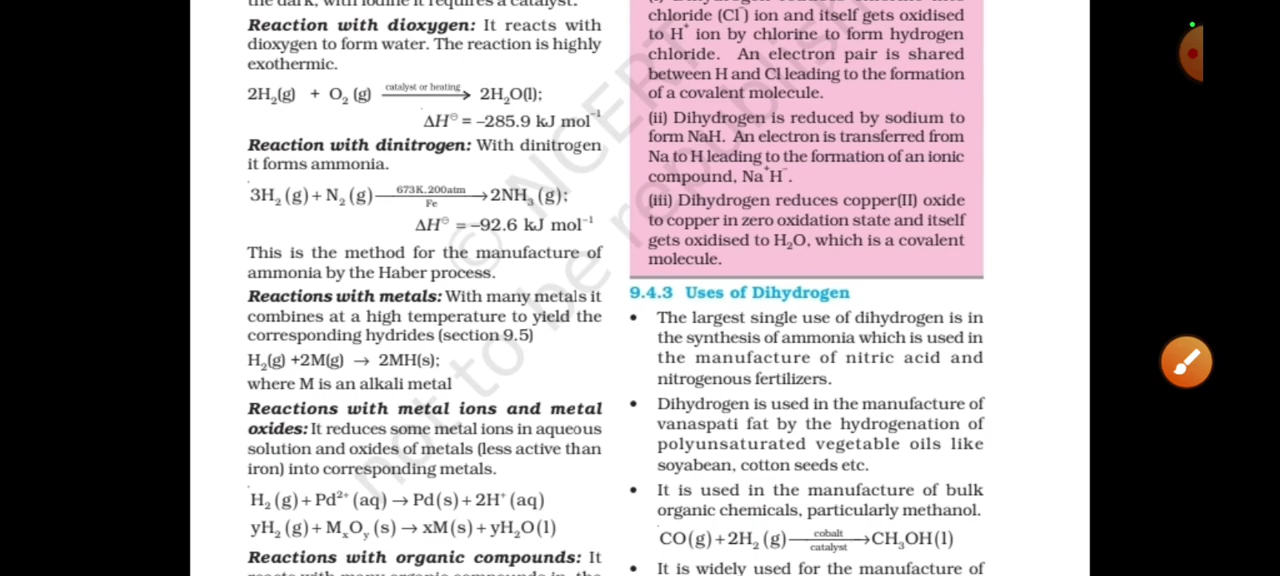 the dark, with iodine it requires a catalyst.
Reaction with dioxygen: It reacts with
dioxygen to form water. The reaction is highly
exothermic.
2H₂(g) + O₂ (g) catalyst or heating → 2H₂O(l);
ΔH⊖ = –285.9 kJ mol⁻¹
Reaction with dinitrogen: With dinitrogen
it forms ammonia.
3H₂ (g) + N₂ (g) 673K, 200atm Fe → 2NH₃ (g);
ΔH⊖ = –92.6 kJ mol⁻¹
This is the method for the manufacture of
ammonia by the Haber process.
Reactions with metals: With many metals it
combines at a high temperature to yield the
corresponding hydrides (section 9.5)
H₂(g) +2M(g) → 2MH(s);
where M is an alkali metal
Reactions with metal ions and metal
oxides: It reduces some metal ions in aqueous
solution and oxides of metals (less active than
iron) into corresponding metals.
H₂ (g) + Pd²⁺ (aq) → Pd (s) + 2H⁺ (aq)
yH₂ (g) + MₓOᵧ (s) → xM (s) + yH₂O (l)
Reactions with organic compounds: It
chloride (Cl⁻) ion and itself gets oxidised
to H⁺ ion by chlorine to form hydrogen
chloride. An electron pair is shared
between H and Cl leading to the formation
of a covalent molecule.
(ii) Dihydrogen is reduced by sodium to
form NaH. An electron is transferred from
Na to H leading to the formation of an ionic
compound, Na⁺H⁻.
(iii) Dihydrogen reduces copper(II) oxide
to copper in zero oxidation state and itself
gets oxidised to H₂O, which is a covalent
molecule.
9.4.3 Uses of Dihydrogen
• The largest single use of dihydrogen is in
the synthesis of ammonia which is used in
the manufacture of nitric acid and
nitrogenous fertilizers.
• Dihydrogen is used in the manufacture of
vanaspati fat by the hydrogenation of
polyunsaturated vegetable oils like
soyabean, cotton seeds etc.
• It is used in the manufacture of bulk
organic chemicals, particularly methanol.
CO (g) + 2H₂ (g) cobalt catalyst → CH₃OH (l)
• It is widely used for the manufacture of
© NCERT
not to be republish